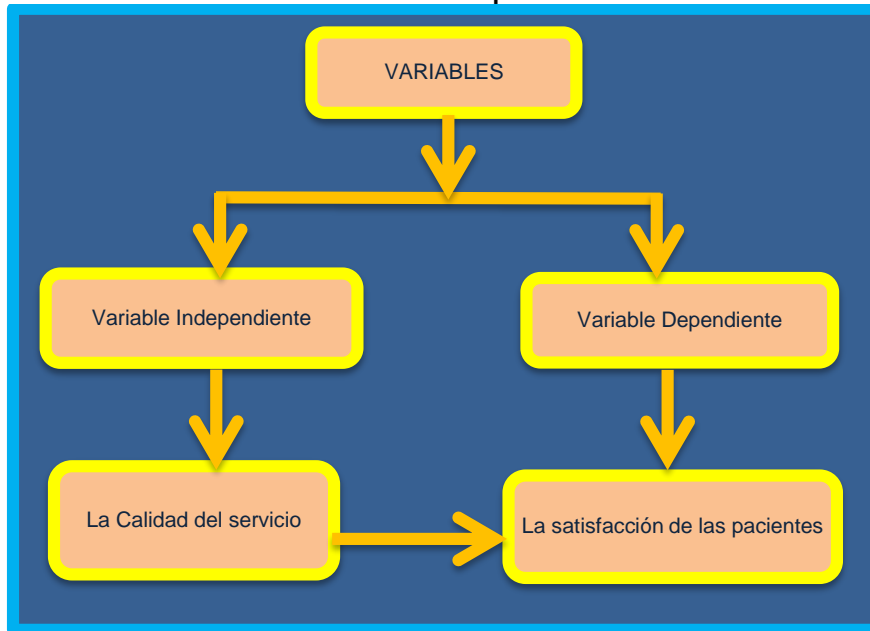 VARIABLES
Variable Independiente
Variable Dependiente
La Calidad del servicio
La satisfacción de las pacientes